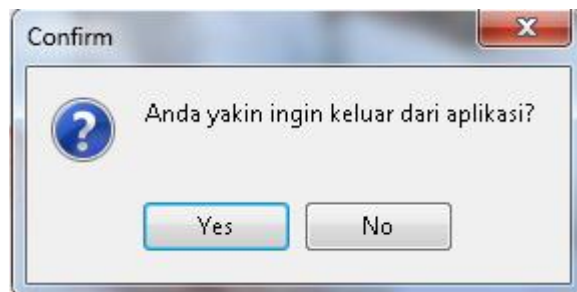 Confirm
Anda yakin ingin keluar dari aplikasi?
Yes
No